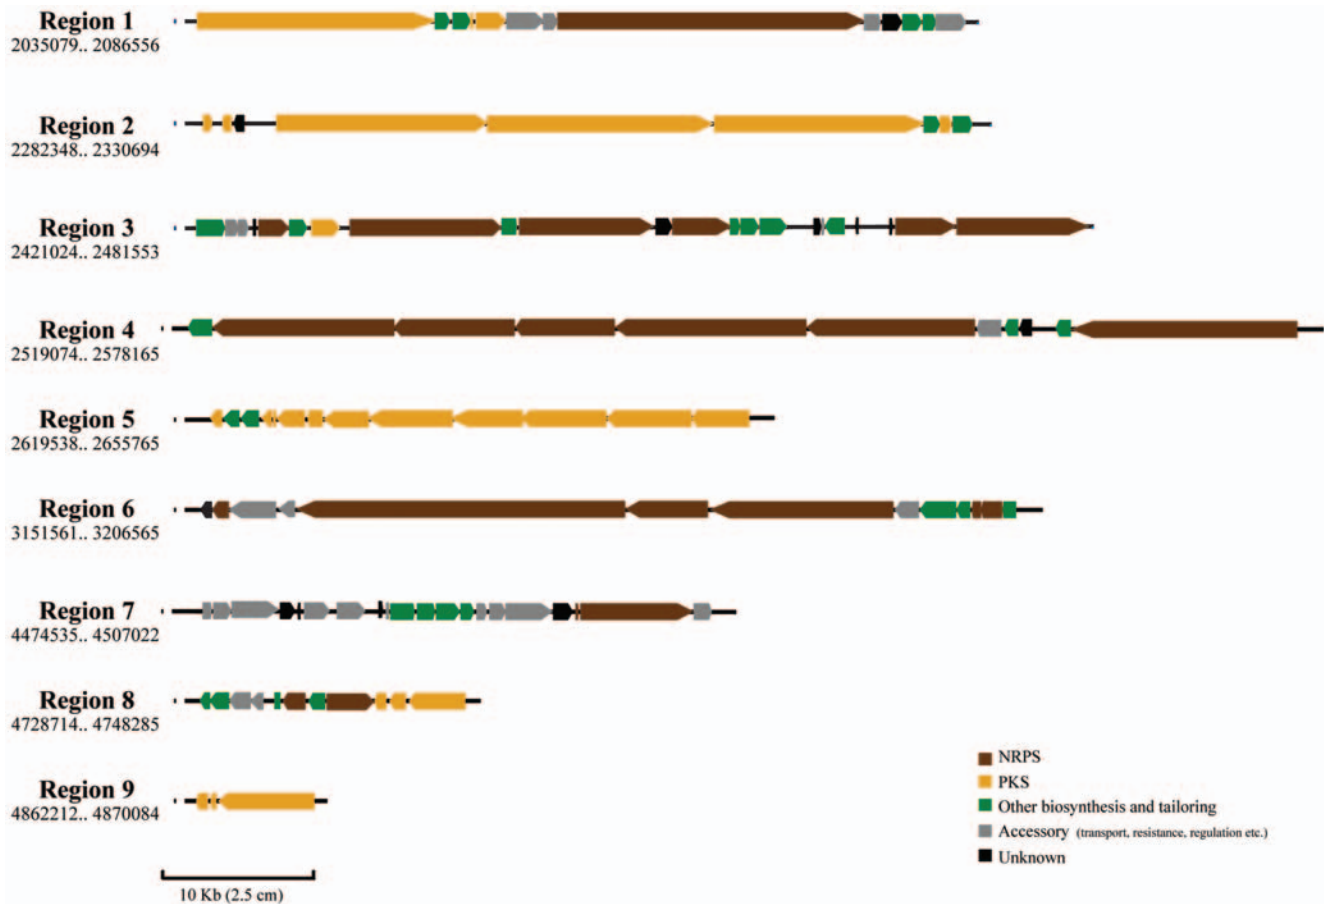 Region 1
2035079.. 2086556
Region 2
2282348.. 2330694
Region 3
2421024.. 2481553
Region 4
2519074.. 2578165
Region 5
2619538.. 2655765
Region 6
3151561.. 3206565
Region 7
4474535.. 4507022
Region 8
4728714.. 4748285
Region 9
4862212.. 4870084
NRPS
PKS
Other biosynthesis and tailoring
Accessory (transport, resistance, regulation etc.)
Unknown
10 Kb (2.5 cm)